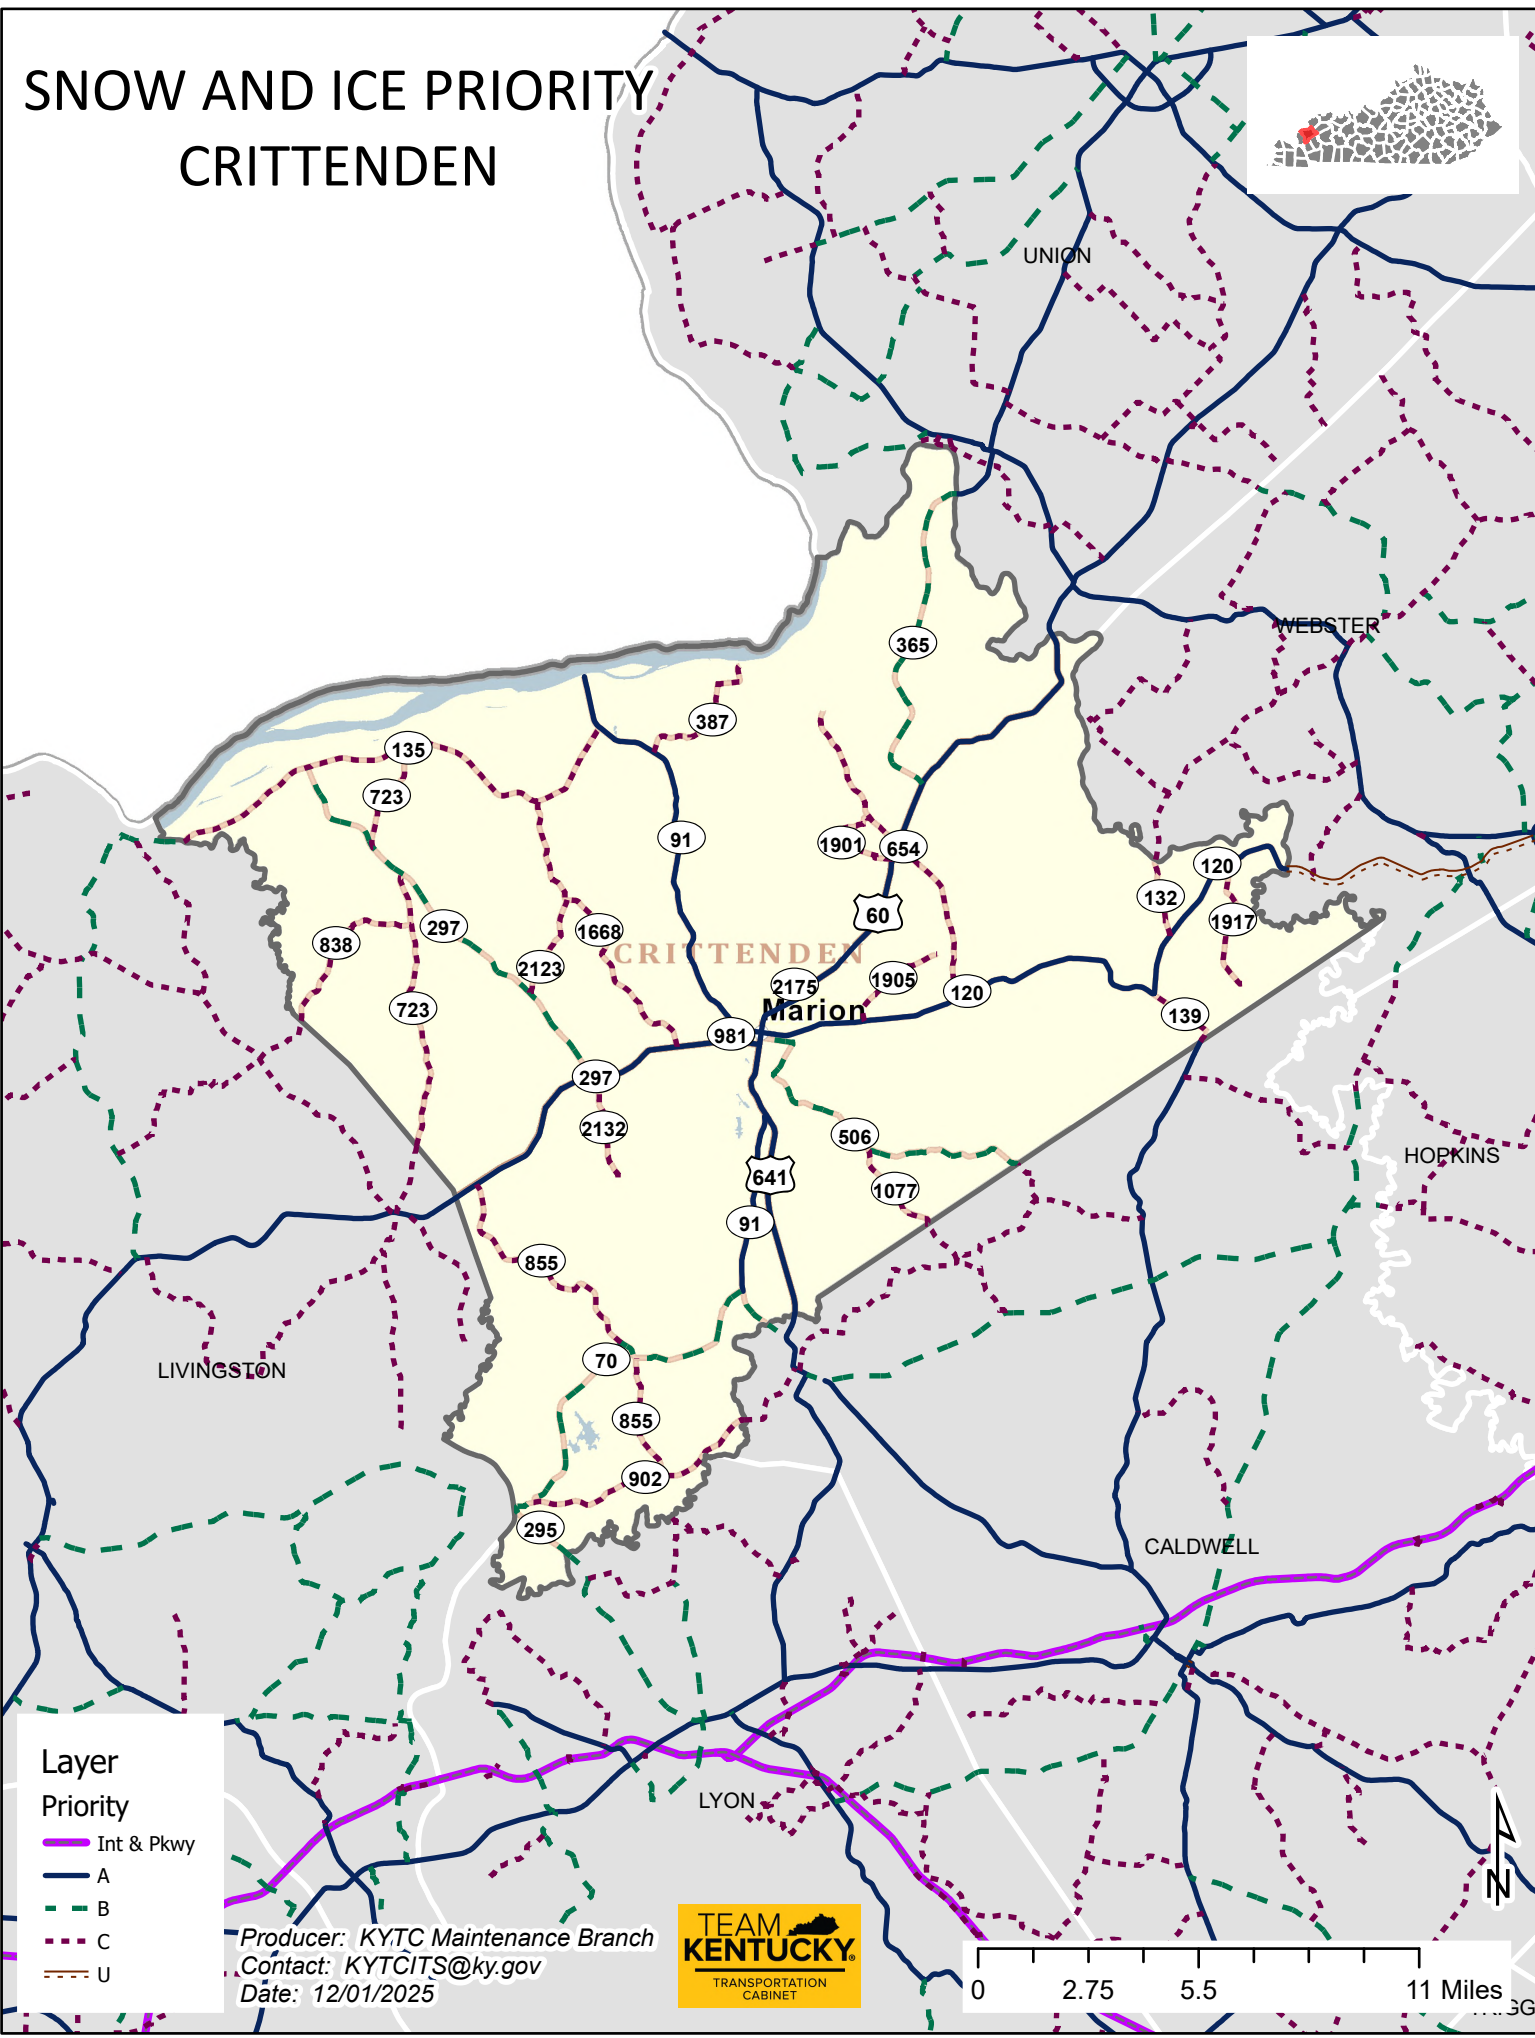 SNOW AND ICE PRIORITY
CRITTENDEN
UNION
WEBSTER
365
387
135
723
91
1901
654
120
132
60
1917
297
838
1668
CRITTENDEN
2123
2175
1905
120
723
Marion
139
981
297
2132
506
HOPKINS
641
1077
91
855
70
LIVINGSTON
855
902
295
CALDWELL
LYON
Layer
Priority
Int & Pkwy
A
B
C
U
Producer: KYTC Maintenance Branch
Contact: KYTCITS@ky.gov
Date: 12/01/2025
TEAM
KENTUCKY
TRANSPORTATION
CABINET
N
0 2.75 5.5 11 Miles